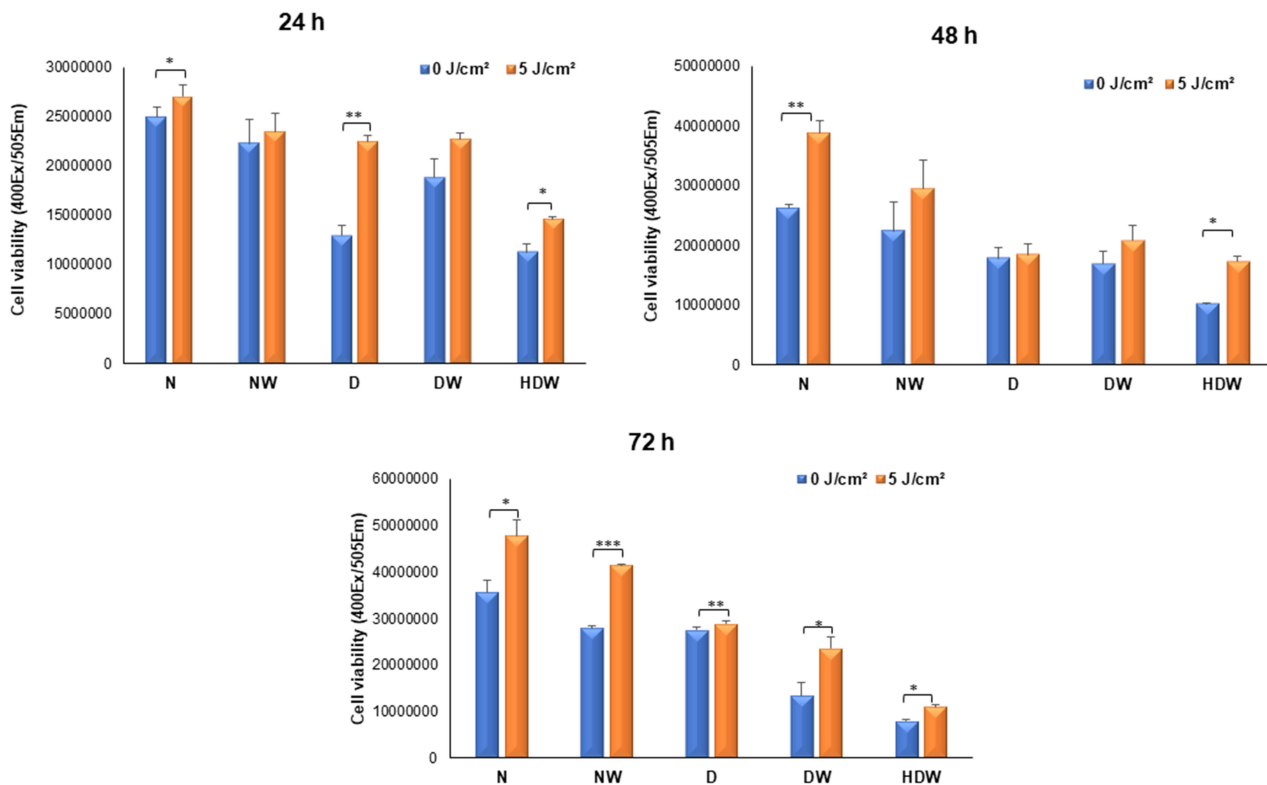 24 h
0 J/cm² 5 J/cm²
Cell viability (400Ex/505Em)
30000000
25000000
20000000
15000000
10000000
5000000
0
* ** *
N NW D DW HDW
48 h
0 J/cm² 5 J/cm²
Cell viability (400Ex/505Em)
50000000
40000000
30000000
20000000
10000000
0
** *
N NW D DW HDW
72 h
0 J/cm² 5 J/cm²
Cell viability (400Ex/505Em)
60000000
50000000
40000000
30000000
20000000
10000000
0
* *** ** * *
N NW D DW HDW